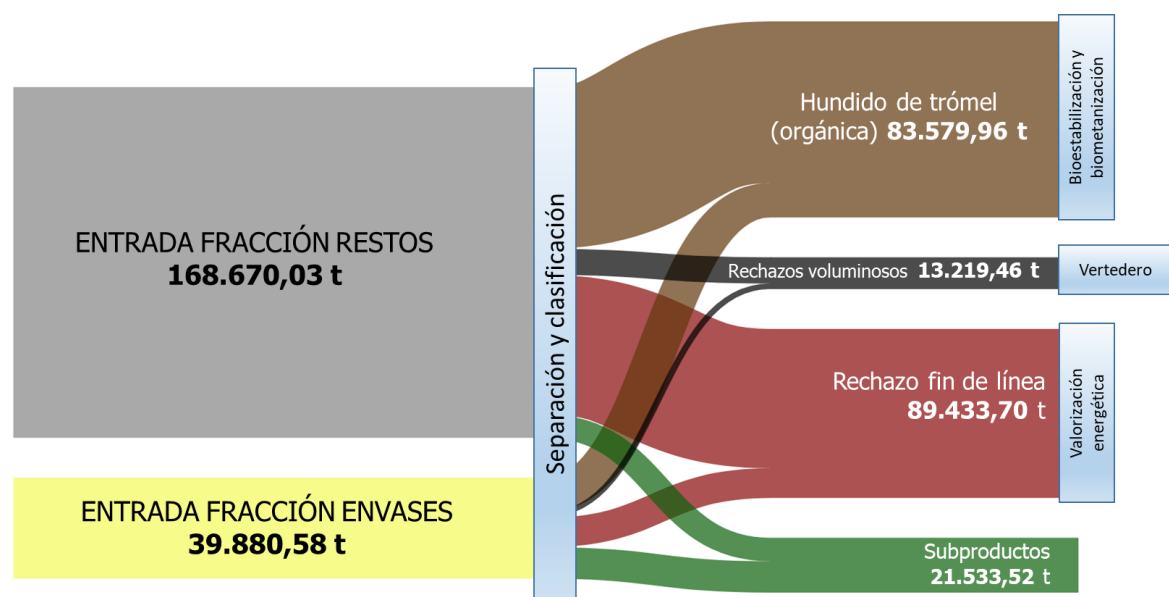 ENTRADA FRACCIÓN RESTOS
168.670,03 t
ENTRADA FRACCIÓN ENVASES
39.880,58 t
Separación y clasificación
Hundido de trómel
(orgánica) 83.579,96 t
Rechazos voluminosos 13.219,46 t
Rechazo fin de línea
89.433,70 t
Subproductos
21.533,52 t
Bioestabilización y
biometanización
Vertedero
Valorización
energética